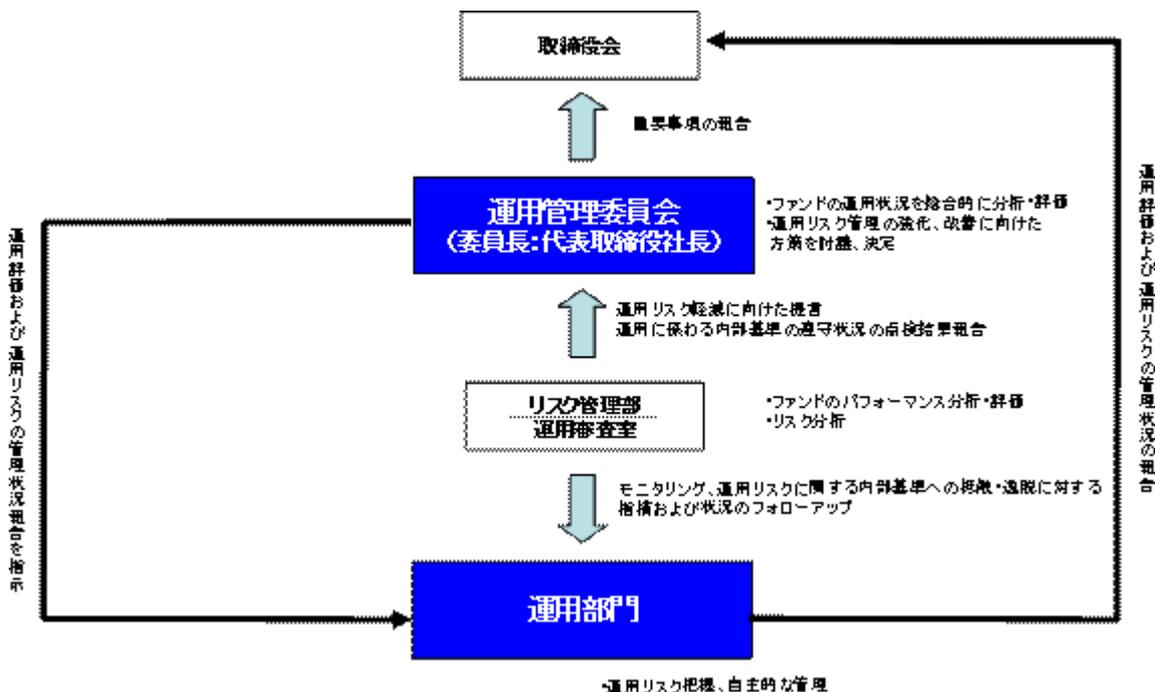 取締役会
重要事項の報告
運用管理委員会
(委員長:代表取締役社長)
・ファンドの運用状況を総合的に分析・評価
・運用リスク管理の強化、改善に向けた
方策を討議、決定
運用リスク軽減に向けた提言
運用に係わる内部基準の遵守状況の点検結果報告
リスク管理部
運用審査室
・ファンドのパフォーマンス分析・評価
・リスク分析
モニタリング、運用リスクに関する内部基準への抵触・逸脱に対する
指摘および状況のフォローアップ
運用部門
・運用リスク把握、自主的な管理
運用評価および運用リスクの管理状況報告を指示
運用評価および運用リスクの管理状況の報告